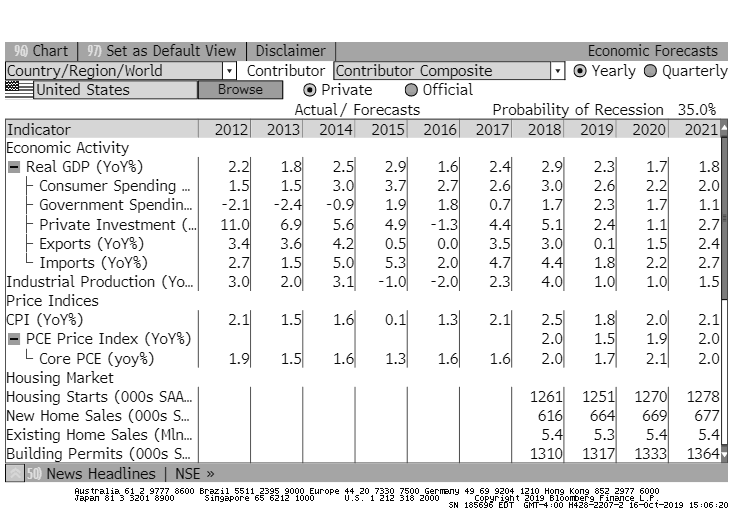 96) Chart 97) Set as Default View Disclaimer Economic Forecasts
Country/Region/World Contributor Contributor Composite Yearly Quarterly
United States Browse Private Official
Actual/ Forecasts Probability of Recession 35.0%
Indicator 2012 2013 2014 2015 2016 2017 2018 2019 2020 2021
Economic Activity
Real GDP (YoY%) 2.2 1.8 2.5 2.9 1.6 2.4 2.9 2.3 1.7 1.8
Consumer Spending ... 1.5 1.5 3.0 3.7 2.7 2.6 3.0 2.6 2.2 2.0
Government Spendin... -2.1 -2.4 -0.9 1.9 1.8 0.7 1.7 2.3 1.7 1.1
Private Investment (... 11.0 6.9 5.6 4.9 -1.3 4.4 5.1 2.4 1.1 2.7
Exports (YoY%) 3.4 3.6 4.2 0.5 0.0 3.5 3.0 0.1 1.5 2.4
Imports (YoY%) 2.7 1.5 5.0 5.3 2.0 4.7 4.4 1.8 2.2 2.7
Industrial Production (Yo... 3.0 2.0 3.1 -1.0 -2.0 2.3 4.0 1.0 1.0 1.5
Price Indices
CPI (YoY%) 2.1 1.5 1.6 0.1 1.3 2.1 2.5 1.8 2.0 2.1
PCE Price Index (YoY%) 2.0 1.5 1.9 2.0
Core PCE (yoy%) 1.9 1.5 1.6 1.3 1.6 1.6 2.0 1.7 2.1 2.0
Housing Market
Housing Starts (000s SAA... 1261 1251 1270 1278
New Home Sales (000s S... 616 664 669 677
Existing Home Sales (Mln... 5.4 5.3 5.4 5.4
Building Permits (000s S... 1310 1317 1333 1364
50) News Headlines | NSE »
Australia 61 2 9777 8600 Brazil 5511 2395 9000 Europe 44 20 7330 7500 Germany 49 69 9204 1210 Hong Kong 852 2977 6000
Japan 81 3 3201 8900 Singapore 65 6212 1000 U.S. 1 212 318 2000 Copyright 2019 Bloomberg Finance L.P.
SN 185696 EDT GMT-4:00 H428-2207-2 16-Oct-2019 15:06:20